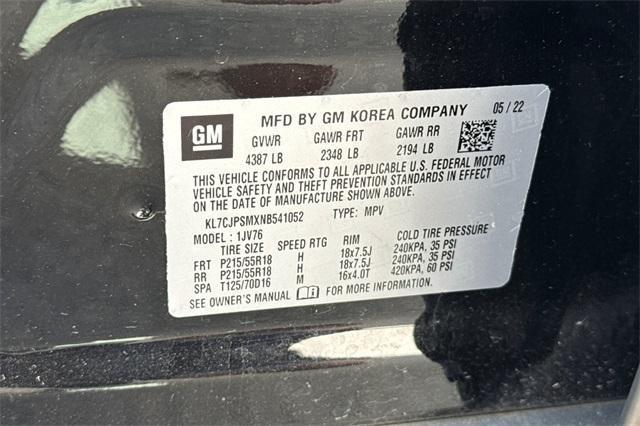 GM
MFD BY GM KOREA COMPANY 05 / 22
GVWR GAWR FRT GAWR RR
4387 LB 2348 LB 2194 LB
THIS VEHICLE CONFORMS TO ALL APPLICABLE U.S. FEDERAL MOTOR
VEHICLE SAFETY AND THEFT PREVENTION STANDARDS IN EFFECT
ON THE DATE OF MANUFACTURE SHOWN ABOVE.
KL7CJPSMXNB541052 TYPE: MPV
MODEL : 1JV76
TIRE SIZE SPEED RTG RIM COLD TIRE PRESSURE
FRT P215/55R18 H 18x7.5J 240KPA, 35 PSI
RR P215/55R18 H 18x7.5J 240KPA, 35 PSI
SPA T125/70D16 M 16x4.0T 420KPA, 60 PSI
SEE OWNER'S MANUAL FOR MORE INFORMATION.